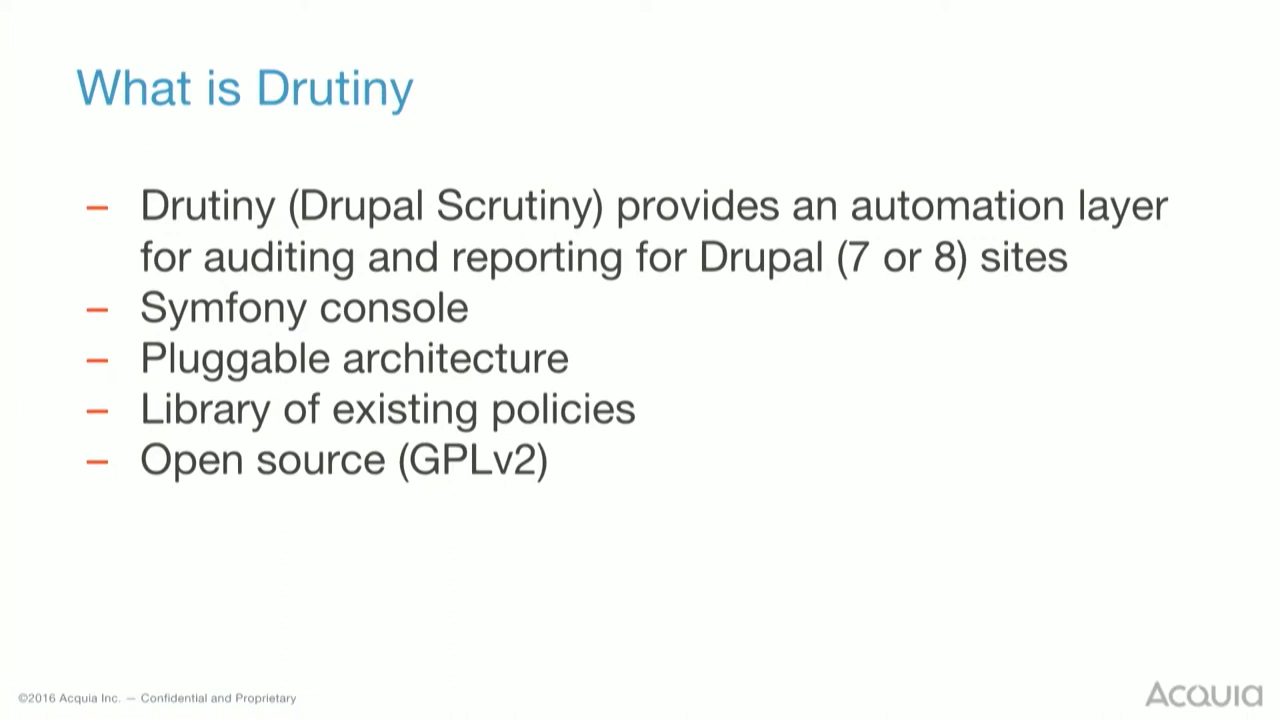 What is Drutiny
– Drutiny (Drupal Scrutiny) provides an automation layer
for auditing and reporting for Drupal (7 or 8) sites
– Symfony console
– Pluggable architecture
– Library of existing policies
– Open source (GPLv2)
©2016 Acquia Inc. — Confidential and Proprietary
Acquia